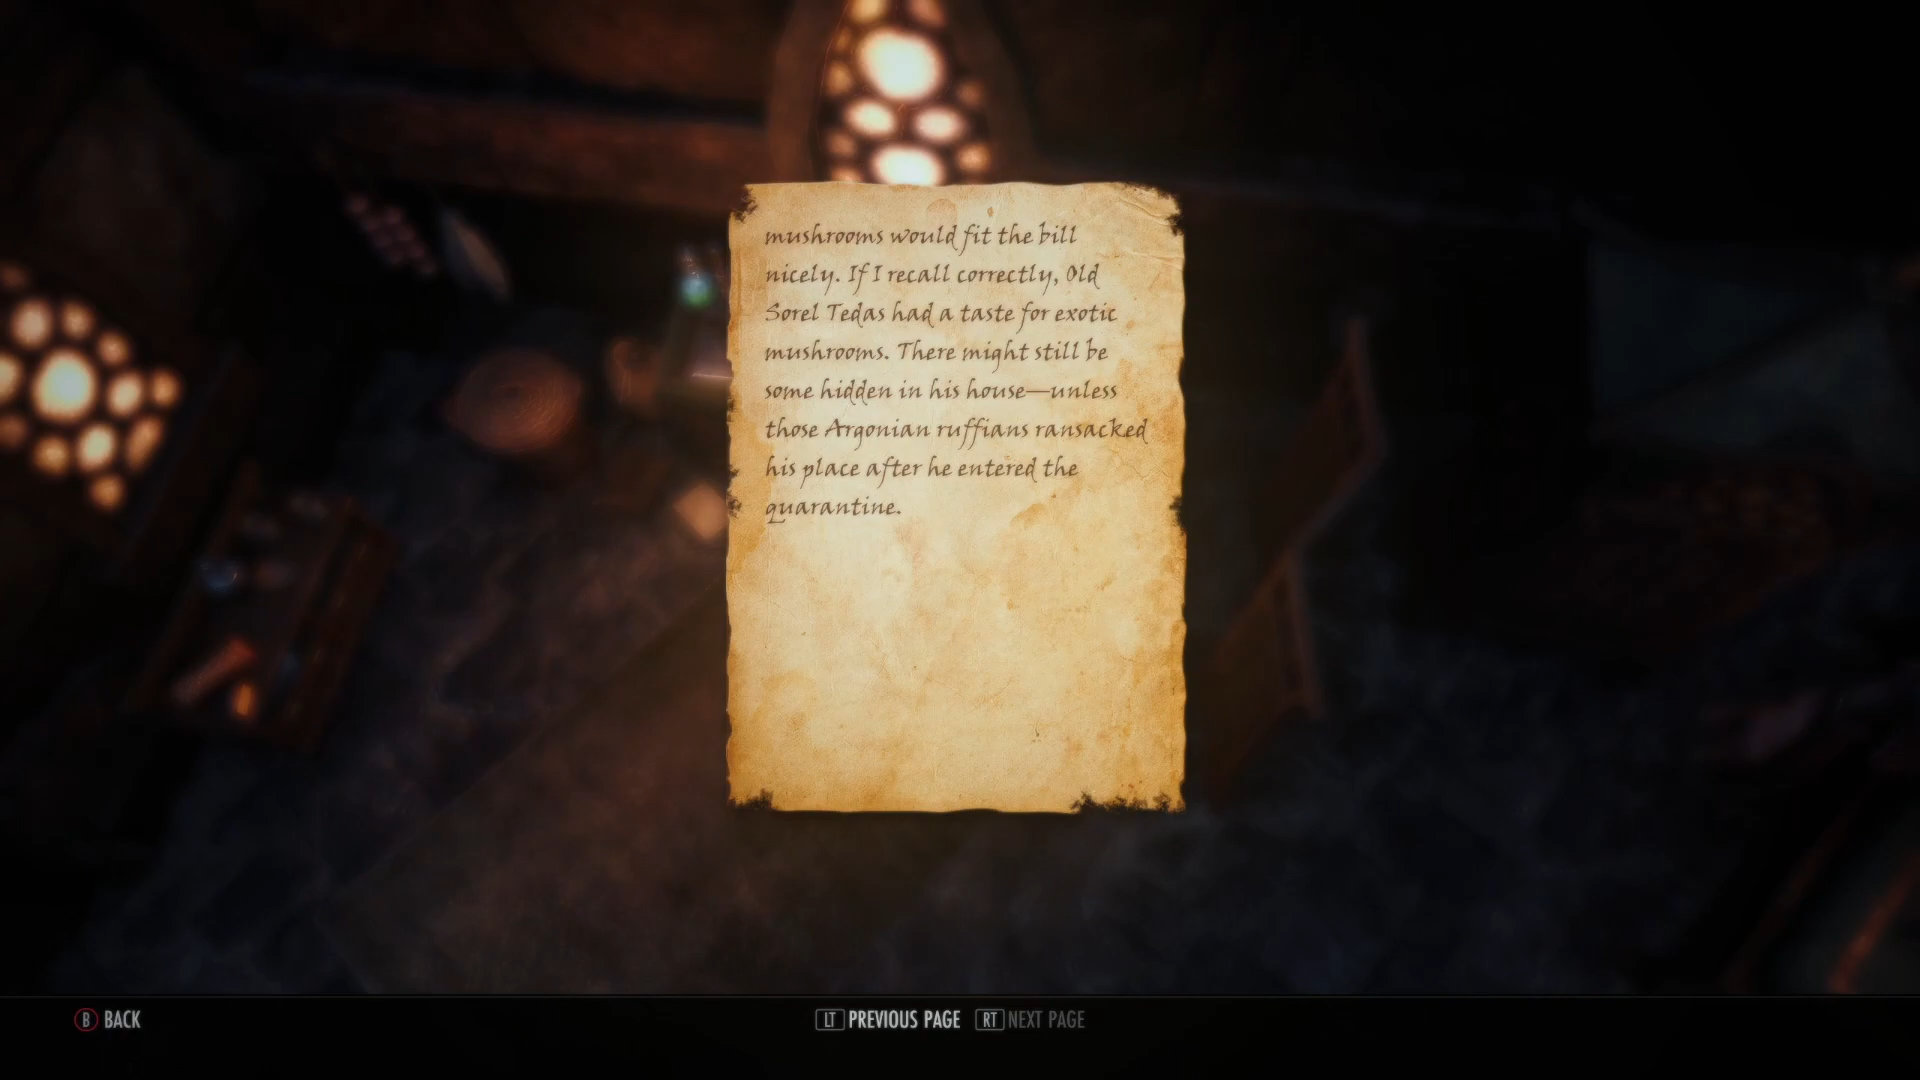 mushrooms would fit the bill
nicely. If I recall correctly, Old
Sorel Tedas had a taste for exotic
mushrooms. There might still be
some hidden in his house—unless
those Argonian ruffians ransacked
his place after he entered the
quarantine.
B BACK
LT PREVIOUS PAGE RT NEXT PAGE